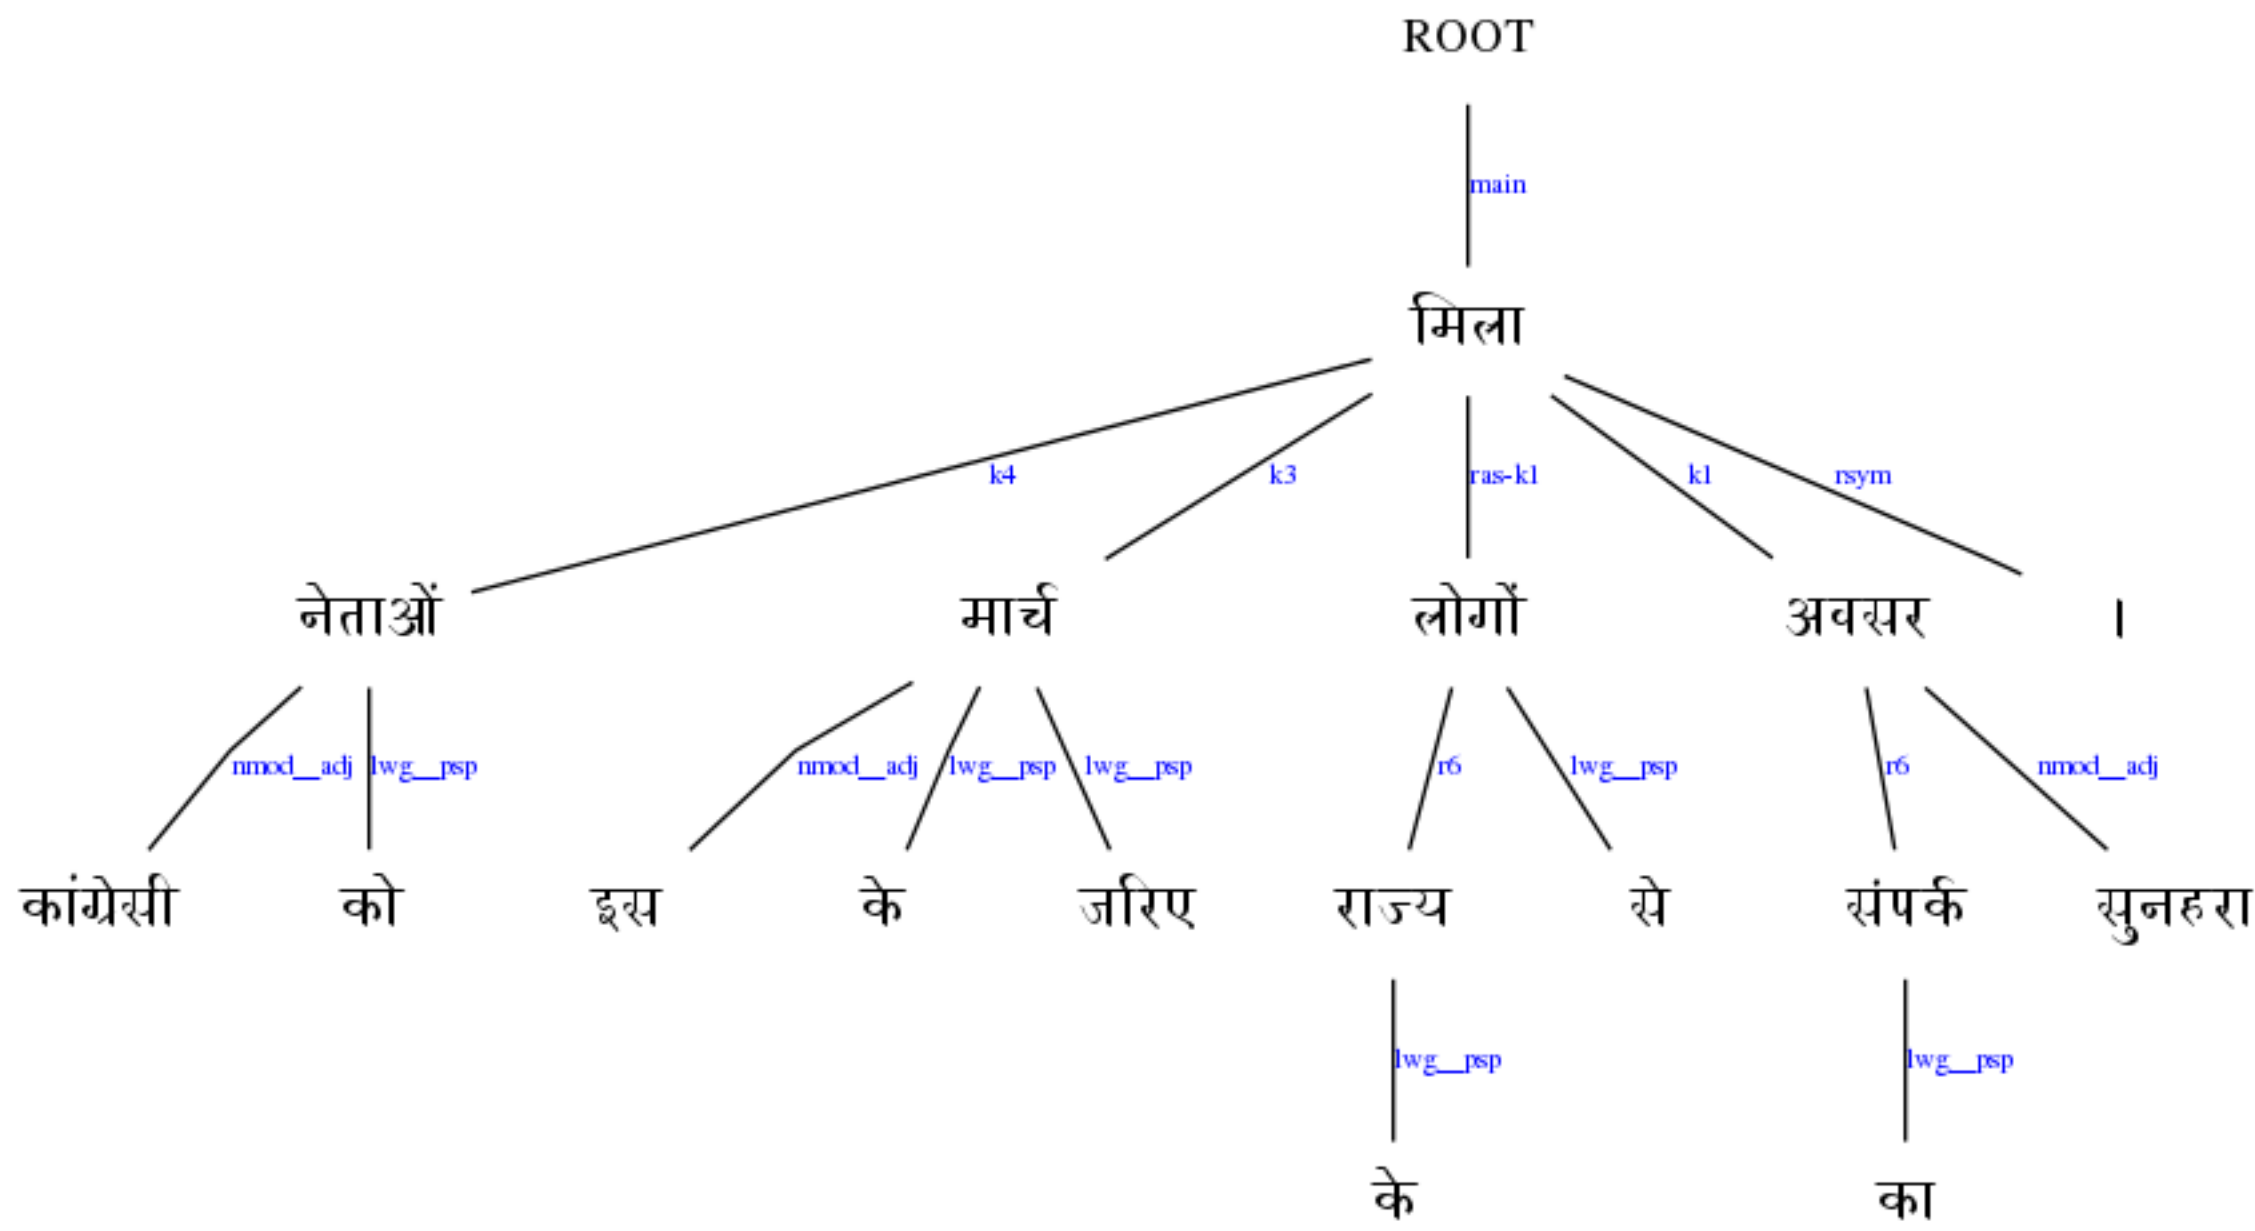 ROOT
main
मिला
k4 k3 ras-k1 k1 rsym
नेताओं मार्च लोगों अवसर ।
nmod__adj lwg__psp nmod__adj lwg__psp lwg__psp r6 lwg__psp r6 nmod__adj
कांग्रेसी को इस के जरिए राज्य से संपर्क सुनहरा
lwg__psp lwg__psp
के का